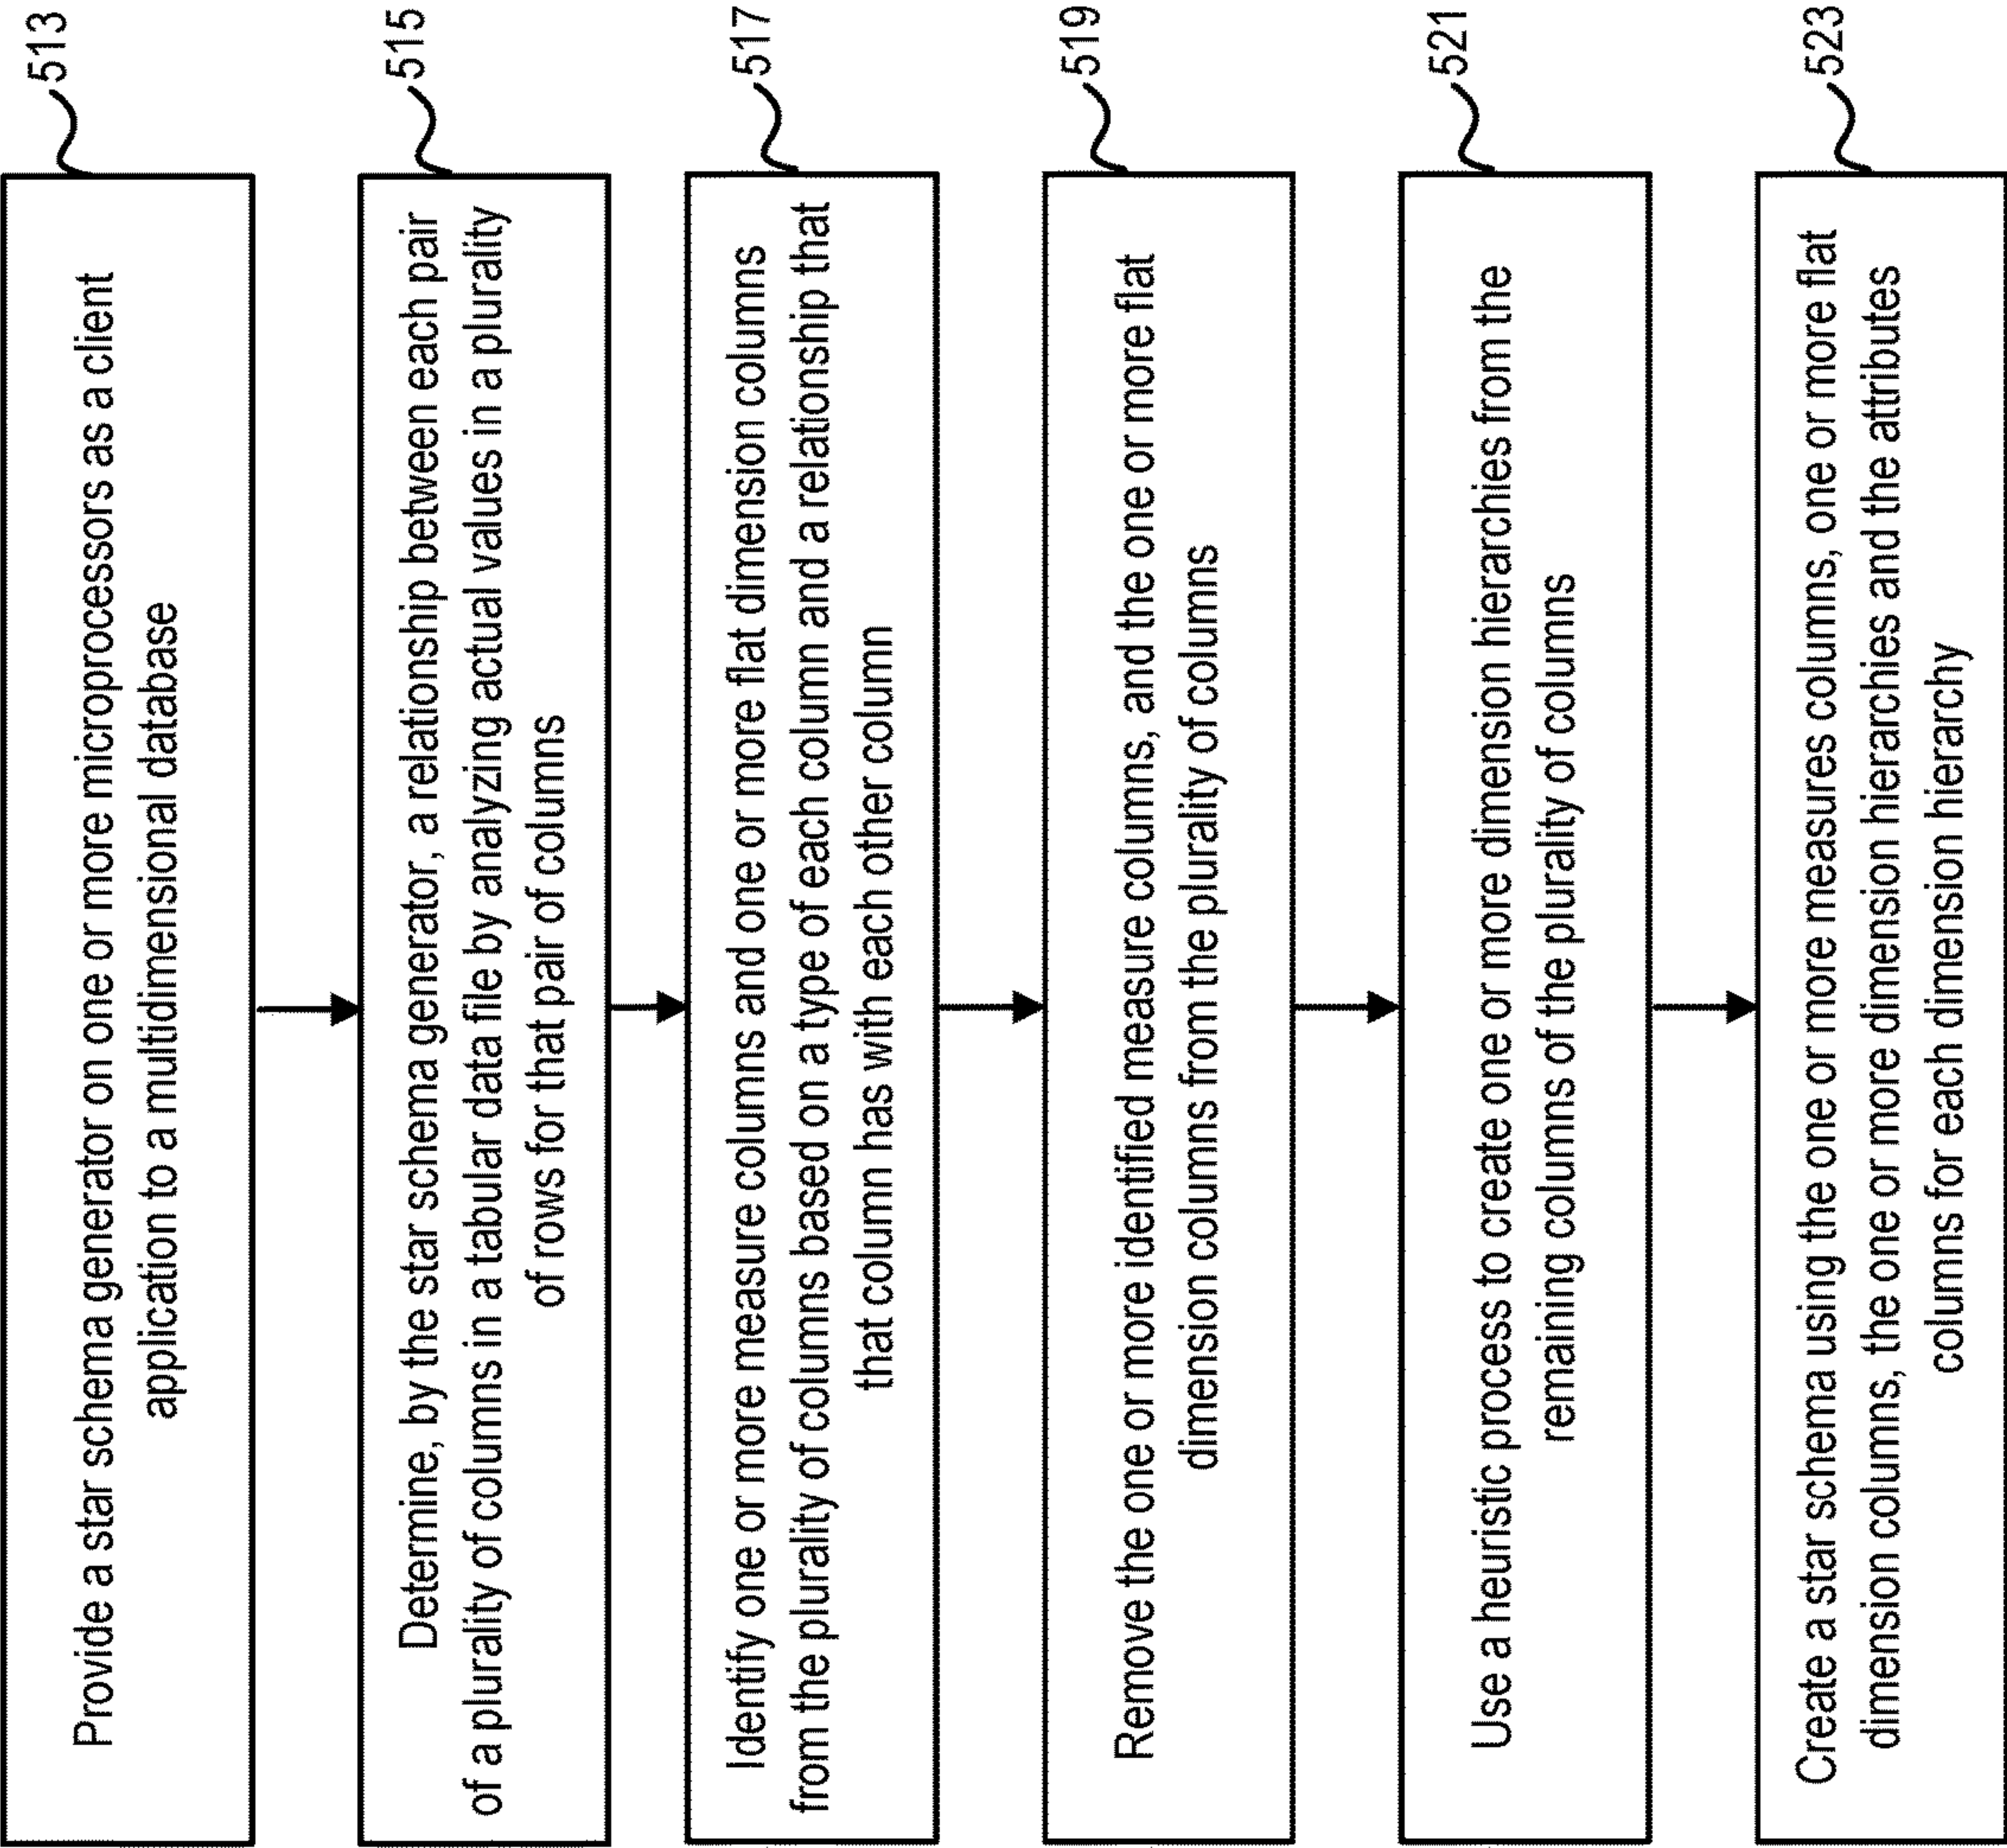 513
Provide a star schema generator on one or more microprocessors as a client
application to a multidimensional database
515
Determine, by the star schema generator, a relationship between each pair
of a plurality of columns in a tabular data file by analyzing actual values in a plurality
of rows for that pair of columns
517
Identify one or more measure columns and one or more flat dimension columns
from the plurality of columns based on a type of each column and a relationship that
that column has with each other column
519
Remove the one or more identified measure columns, and the one or more flat
dimension columns from the plurality of columns
521
Use a heuristic process to create one or more dimension hierarchies from the
remaining columns of the plurality of columns
523
Create a star schema using the one or more measures columns, one or more flat
dimension columns, the one or more dimension hierarchies and the attributes
columns for each dimension hierarchy